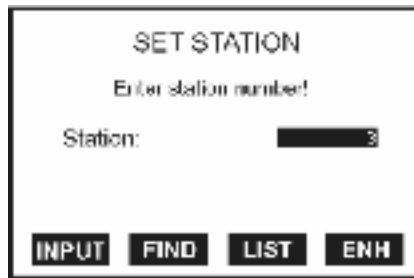 SET STATION
Enter station number!
Station: 3
INPUT FIND LIST ENH